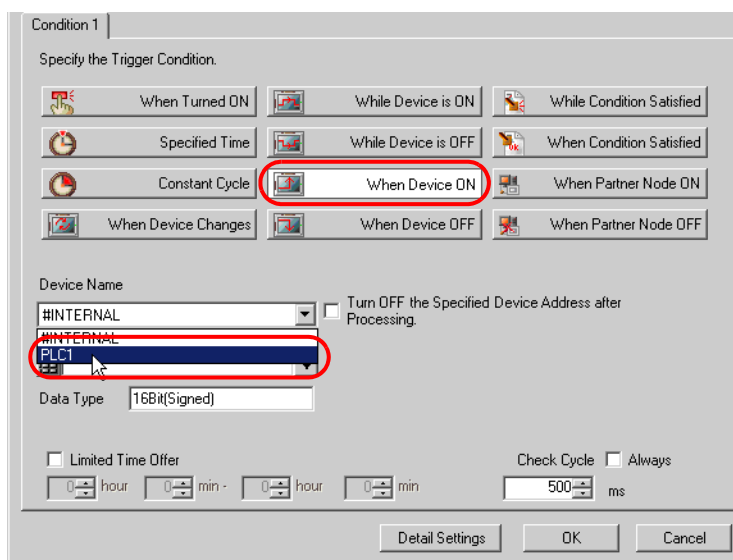 Condition 1
Specify the Trigger Condition.
When Turned ON
While Device is ON
While Condition Satisfied
Specified Time
While Device is OFF
When Condition Satisfied
Constant Cycle
When Device ON
When Partner Node ON
When Device Changes
When Device OFF
When Partner Node OFF
Device Name
#INTERNAL
Turn OFF the Specified Device Address after
Processing.
#INTERNAL
PLC1
Data Type 16Bit(Signed)
Limited Time Offer
Check Cycle Always
0 hour 0 min - 0 hour 0 min
500 ms
Detail Settings OK Cancel